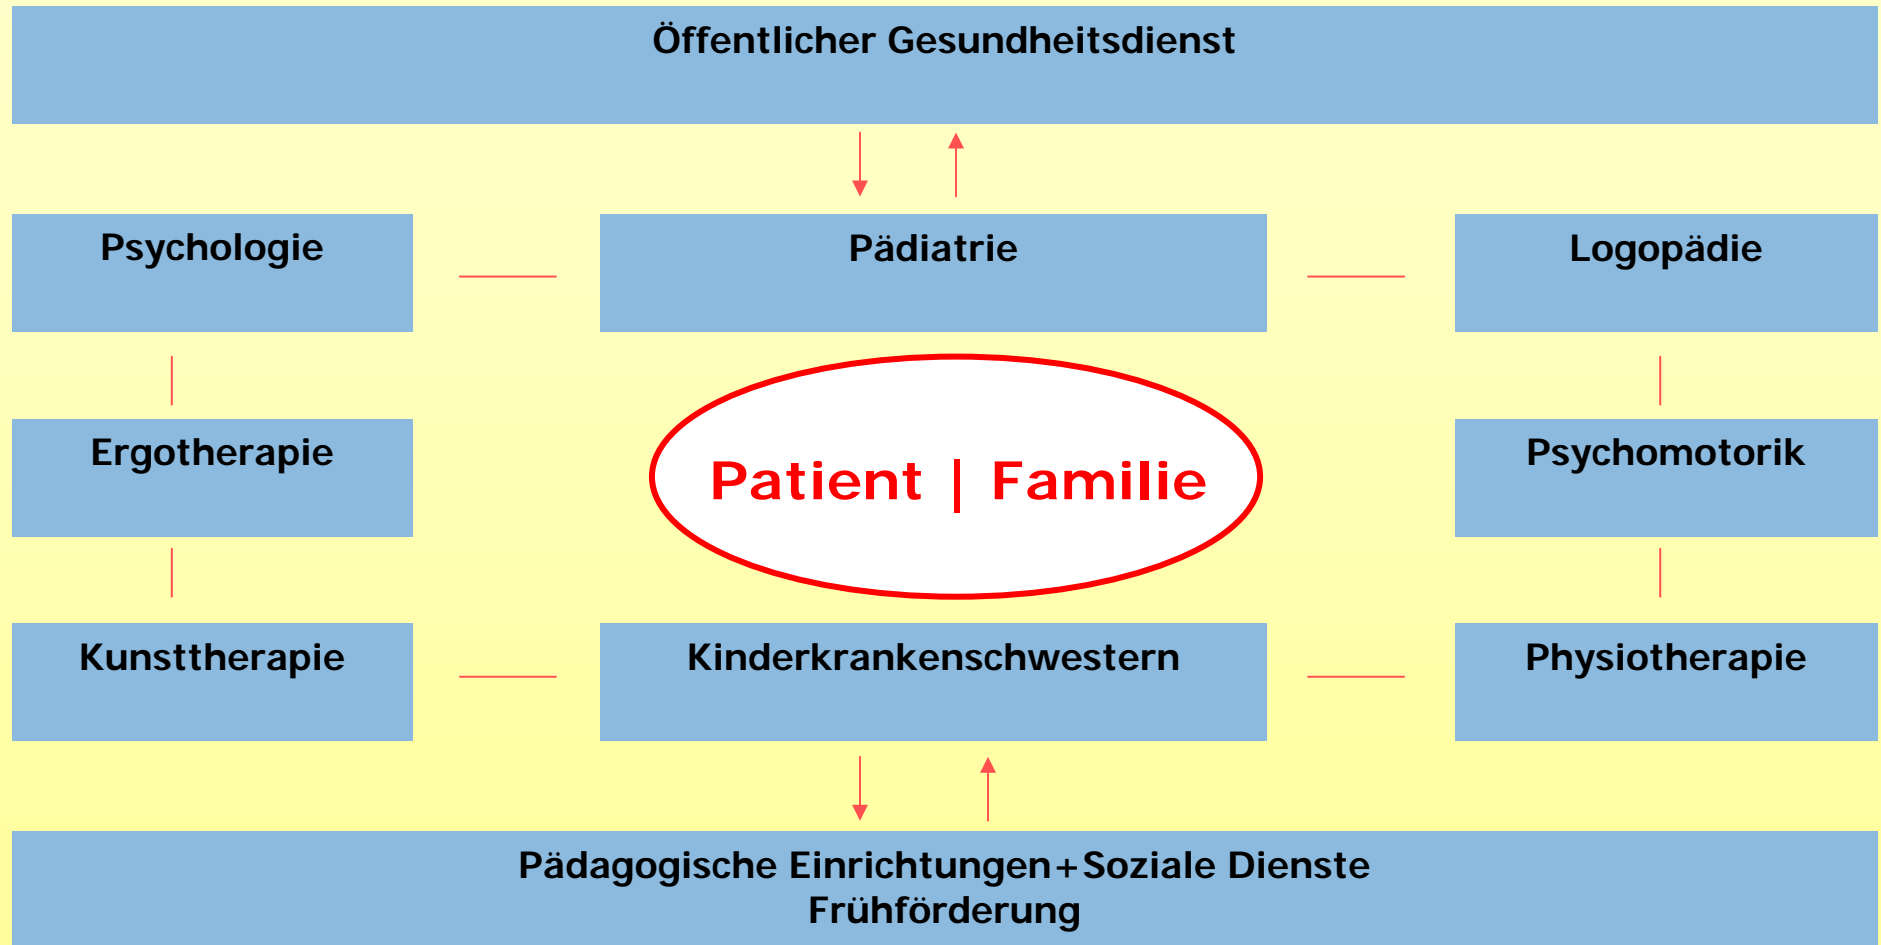 Öffentlicher Gesundheitsdienst
Psychologie
Pädiatrie
Logopädie
Ergotherapie
Patient | Familie
Psychomotorik
Kunsttherapie
Kinderkrankenschwestern
Physiotherapie
Pädagogische Einrichtungen+Soziale Dienste
Frühförderung